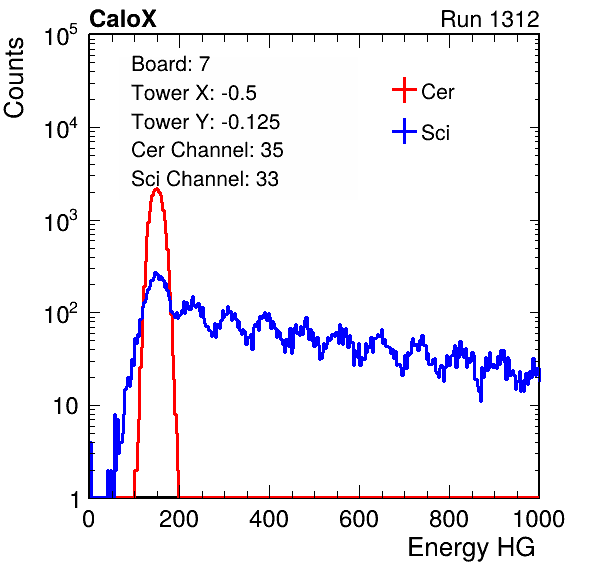 CaloX Run 1312
Counts
10^5
10^4
10^3
10^2
10
1
Board: 7
Tower X: -0.5
Tower Y: -0.125
Cer Channel: 35
Sci Channel: 33
Cer
Sci
0 200 400 600 800 1000
Energy HG